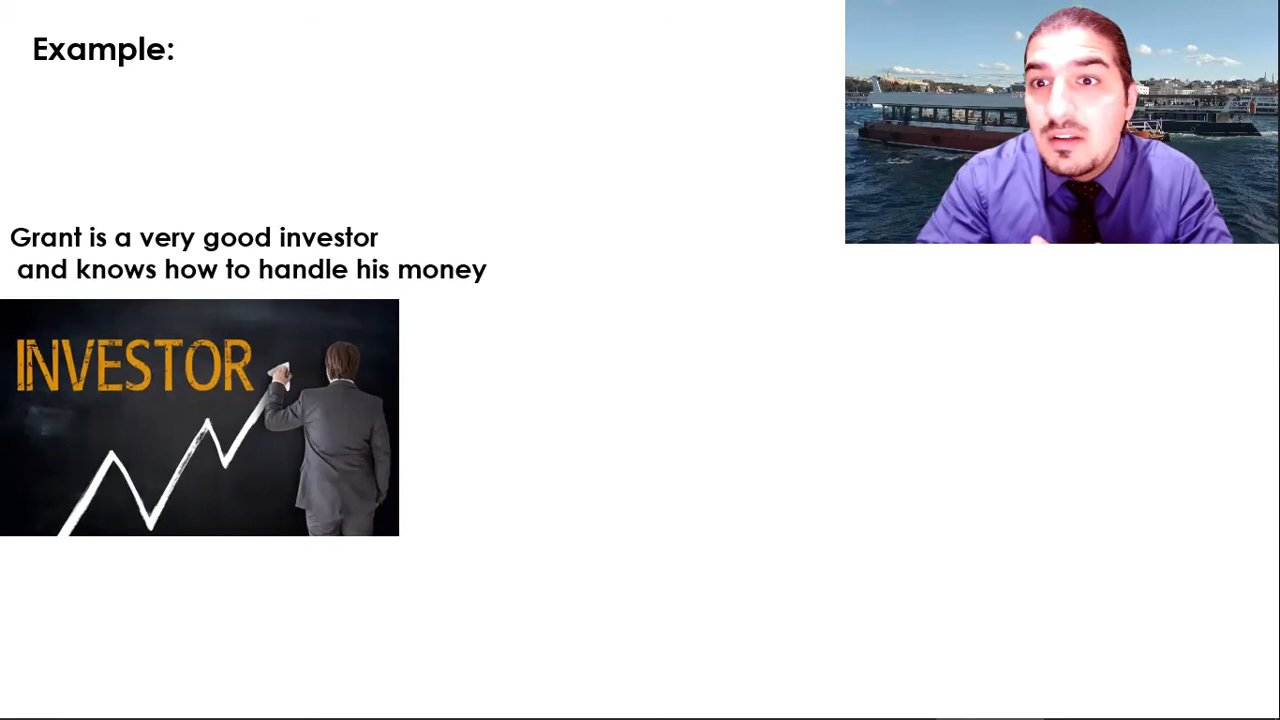 Example:
Grant is a very good investor
and knows how to handle his money
INVESTOR